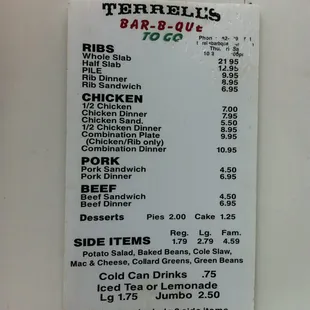 TERRELL'S
BAR-B-QUE
TO GO
RIBS
Whole Slab 21.95
Half Slab 12.95
PILE 9.95
Rib Dinner 8.95
Rib Sandwich 6.95
CHICKEN
1/2 Chicken 7.00
Chicken Dinner 7.95
Chicken Sand. 5.50
1/2 Chicken Dinner 8.95
Combination Plate 9.95
(Chicken/Rib only)
Combination Dinner 10.95
PORK
Pork Sandwich 4.50
Pork Dinner 6.95
BEEF
Beef Sandwich 4.50
Beef Dinner 6.95
Desserts Pies 2.00 Cake 1.25
Reg. Lg. Fam.
SIDE ITEMS 1.79 2.79 4.59
Potato Salad, Baked Beans, Cole Slaw,
Mac & Cheese, Collard Greens, Green Beans
Cold Can Drinks .75
Iced Tea or Lemonade
Lg 1.75 Jumbo 2.50